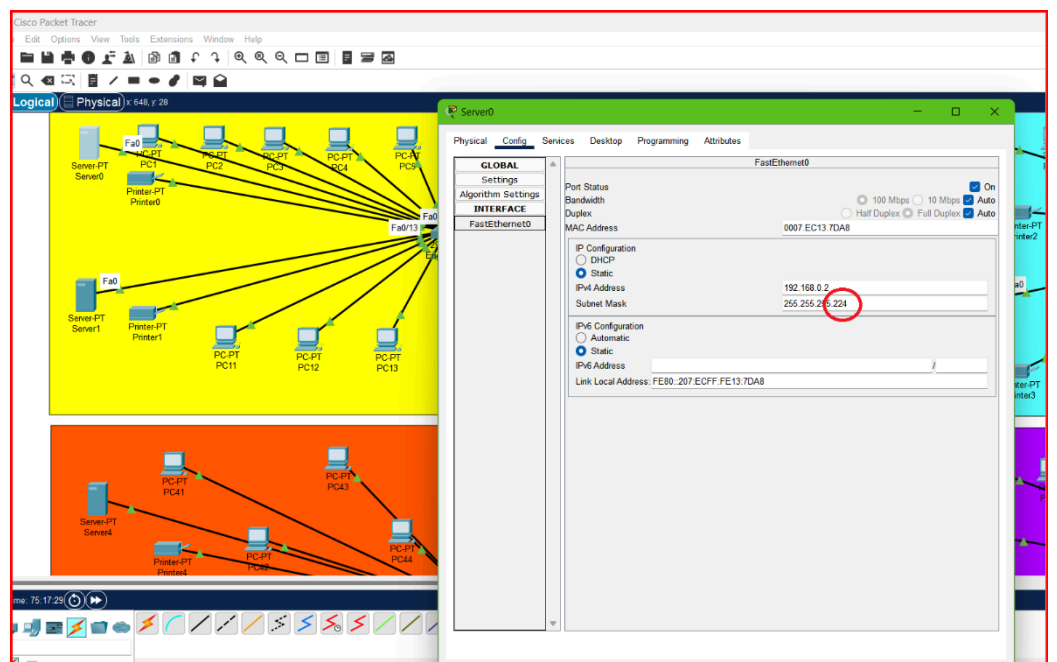 Cisco Packet Tracer
Edit Options View Tools Extensions Window Help
Logical Physical x: 648, y: 28
Server0
Physical Config Services Desktop Programming Attributes
GLOBAL
Settings
Algorithm Settings
INTERFACE
FastEthernet0
FastEthernet0
Port Status On
Bandwidth 100 Mbps 10 Mbps Auto
Duplex Half Duplex Full Duplex Auto
MAC Address 0007.EC13.7DA8
IP Configuration
DHCP
Static
IPv4 Address 192.168.0.2
Subnet Mask 255.255.255.224
IPv6 Configuration
Automatic
Static
IPv6 Address /
Link Local Address: FE80::207:ECFF:FE13:7DA8
Fa0
Server-PT
Server0
PC-PT
PC1
PC-PT
PC2
PC-PT
PC3
PC-PT
PC4
PC-PT
PC5
Printer-PT
Printer0
Fa0
Fa0/13
Fa0
Server-PT
Server1
Printer-PT
Printer1
PC-PT
PC11
PC-PT
PC12
PC-PT
PC13
PC-PT
PC41
PC-PT
PC43
Server-PT
Server4
Printer-PT
Printer4
PC-PT
PC42
PC-PT
PC44
nter-PT
inter2
a0
nter-PT
inter3
me: 75:17:29